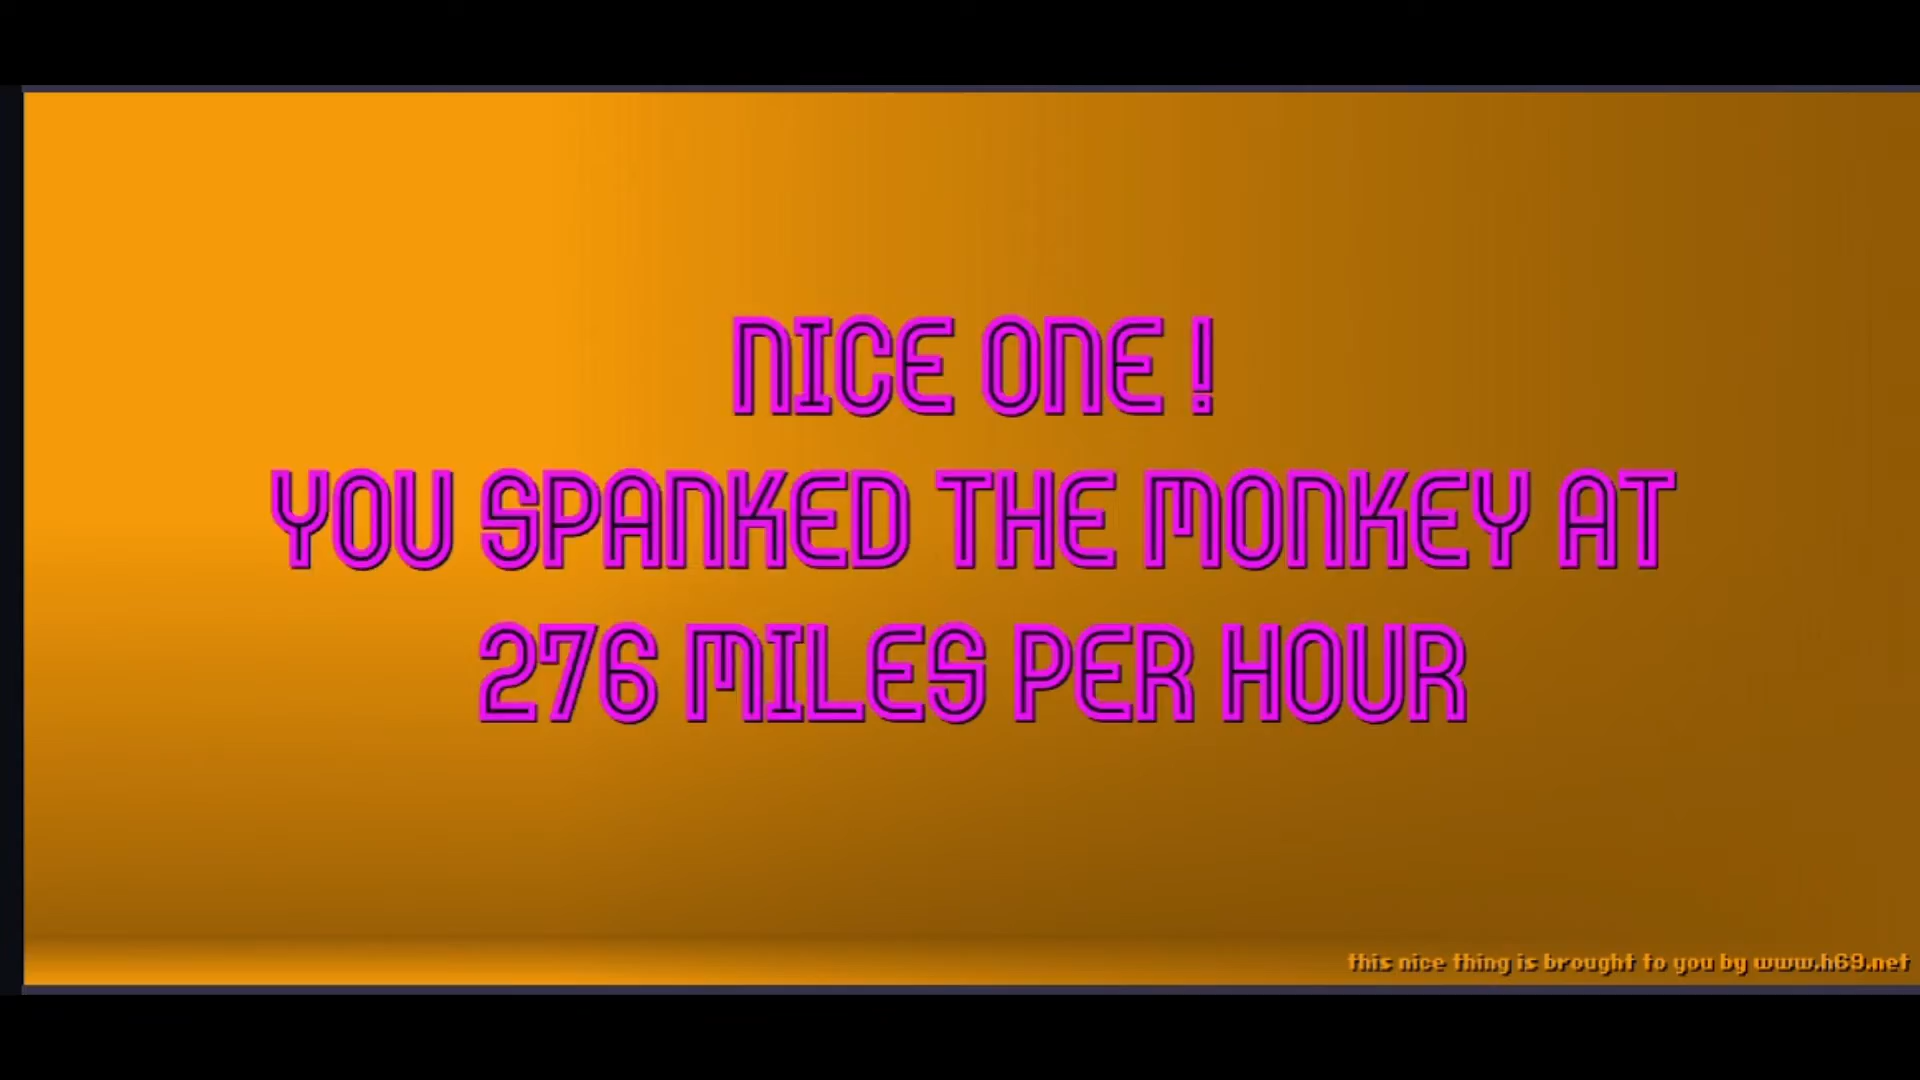 NICE ONE !
YOU SPANKED THE MONKEY AT
276 MILES PER HOUR
this nice thing is brought to you by www.h69.net